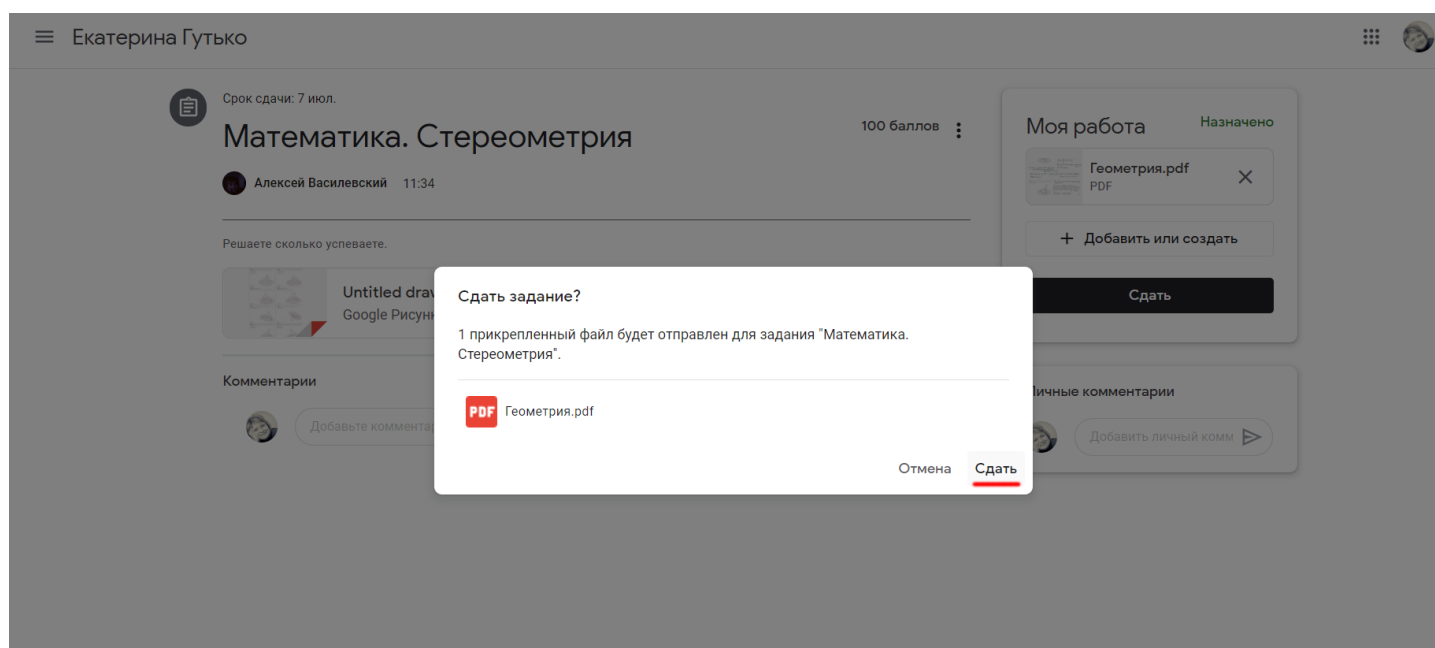 Екатерина Гутько
Срок сдачи: 7 июл.
Математика. Стереометрия
100 баллов
Алексей Василевский 11:34
Решаете сколько успеваете.
Untitled
Google
Комментарии
Добавьте
Моя работа
Назначено
Геометрия.pdf
PDF
+ Добавить или создать
Сдать
Сдать задание?
1 прикрепленный файл будет отправлен для задания "Математика.
Стереометрия".
PDF Геометрия.pdf
Отмена Сдать
комментарии
Добавить личный комм